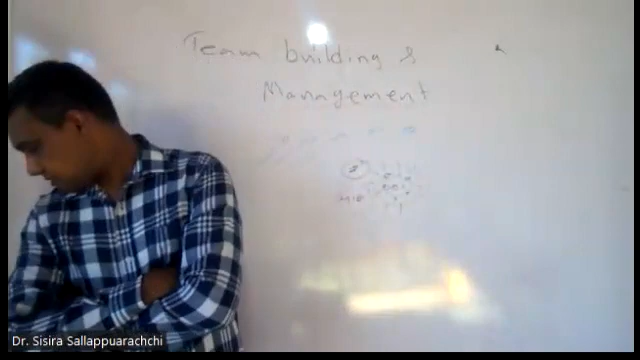 Team building &
Management
Dr. Sisira Sallappuarachchi